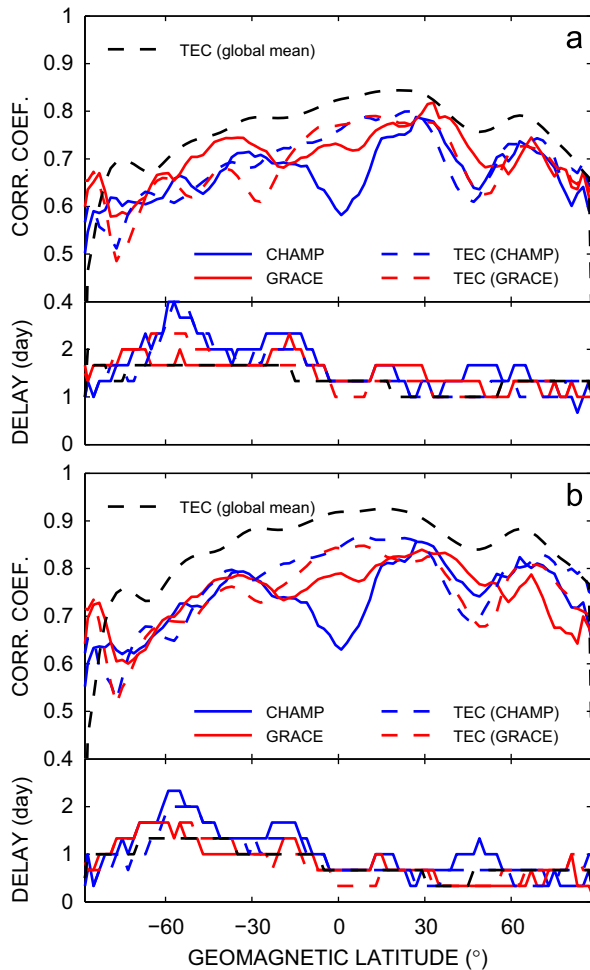 1
a
TEC (global mean)
0.9
0.8
0.7
0.6
0.5
CORR. COEF.
CHAMP
TEC (CHAMP)
GRACE
TEC (GRACE)
0.4
2
1
0
DELAY (day)
1
b
TEC (global mean)
0.9
0.8
0.7
0.6
0.5
CORR. COEF.
CHAMP
TEC (CHAMP)
GRACE
TEC (GRACE)
0.4
2
1
0
DELAY (day)
−60 −30 0 30 60
GEOMAGNETIC LATITUDE (°)